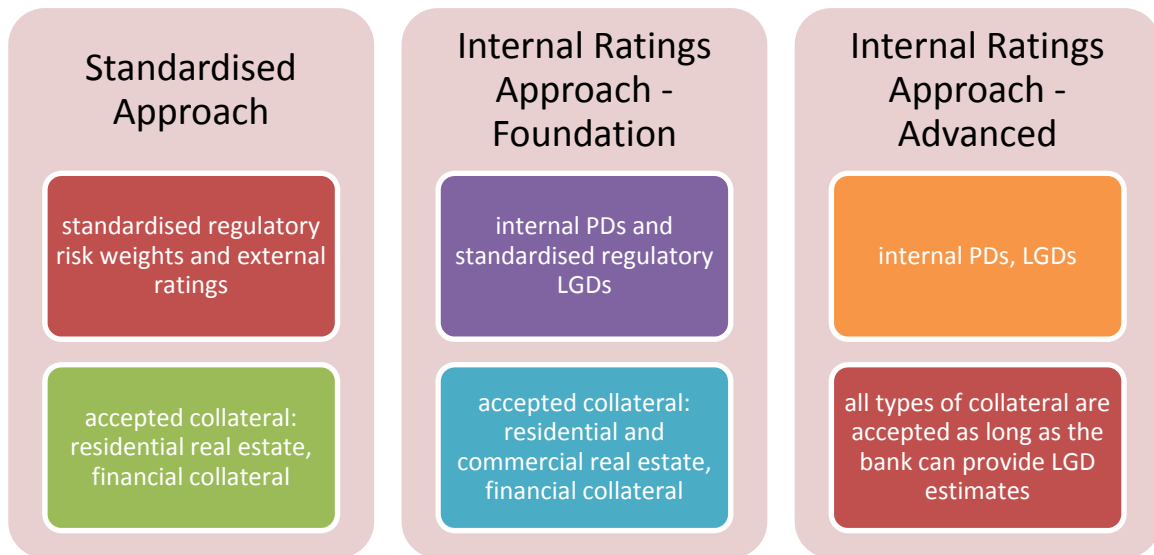 Standardised
Approach
standardised regulatory
risk weights and external
ratings
accepted collateral:
residential real estate,
financial collateral
Internal Ratings
Approach -
Foundation
internal PDs and
standardised regulatory
LGDs
accepted collateral:
residential and
commercial real estate,
financial collateral
Internal Ratings
Approach -
Advanced
internal PDs, LGDs
all types of collateral are
accepted as long as the
bank can provide LGD
estimates